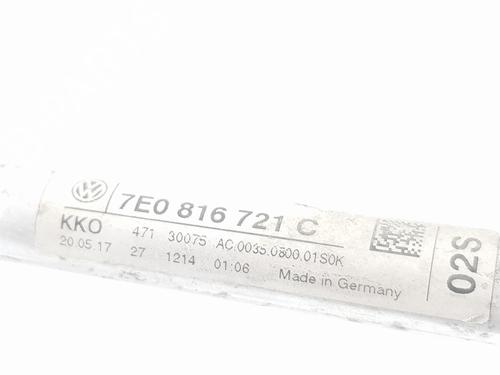 7E0 816 721 C
KKO 471 30075 AC.0035.0800.01S0K
20.05.17 27 1214 01:06 Made in Germany
02S